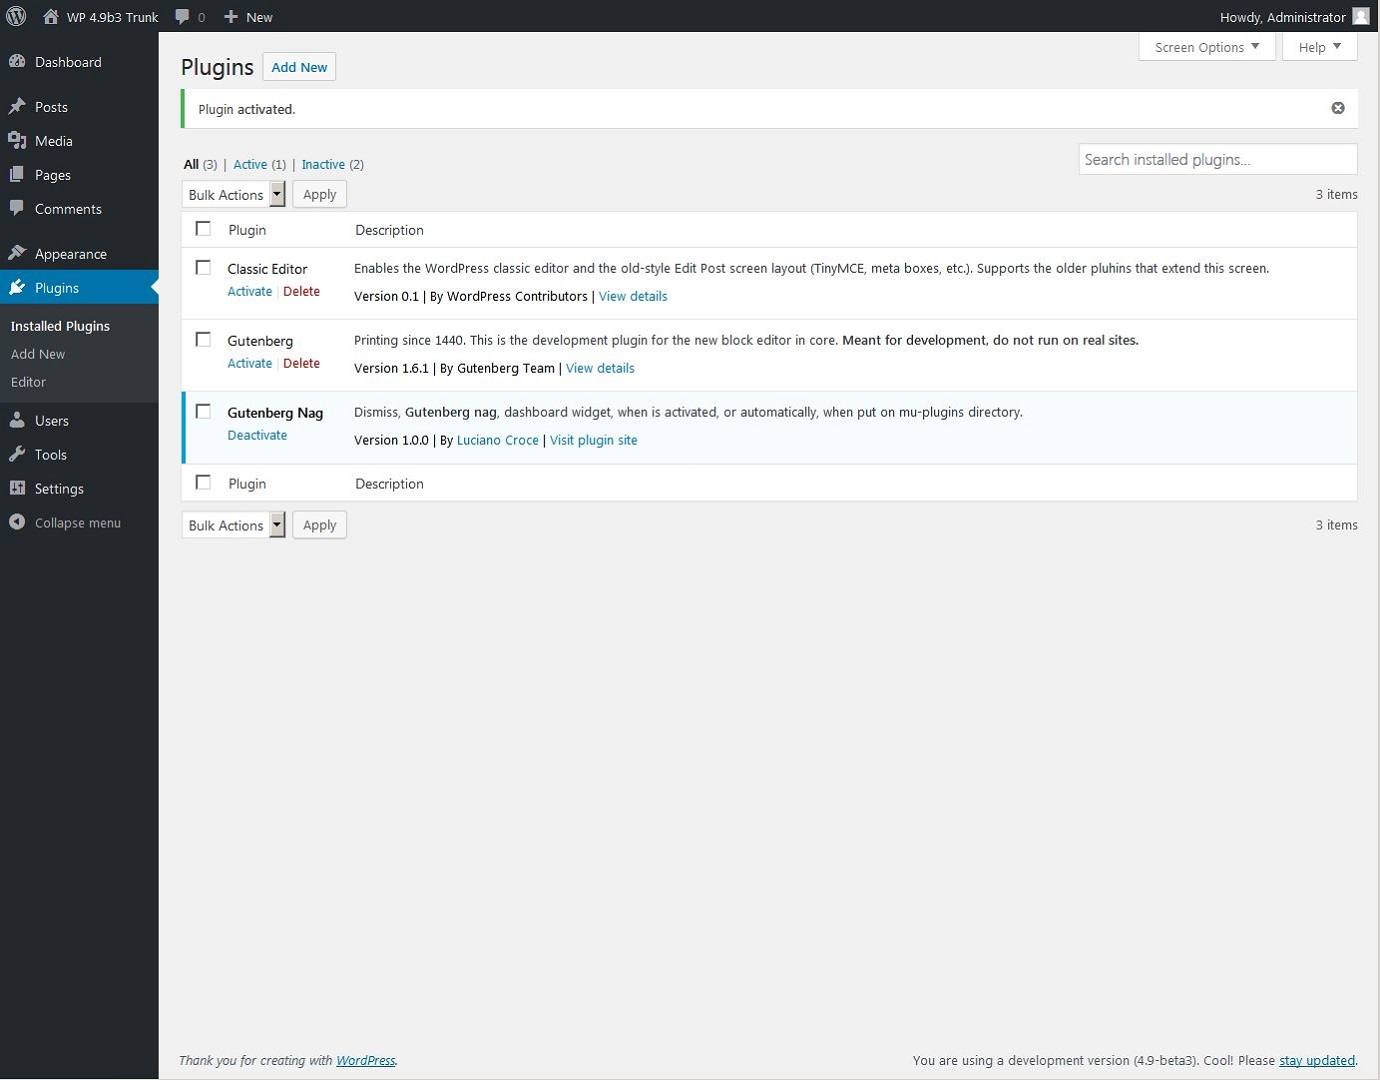 WP 4.9b3 Trunk 0 New Howdy, Administrator
Screen Options Help
Dashboard
Posts
Media
Pages
Comments
Appearance
Plugins
Installed Plugins
Add New
Editor
Users
Tools
Settings
Collapse menu
Plugins Add New
Plugin activated.
All (3) | Active (1) | Inactive (2)
Search installed plugins...
Bulk Actions Apply 3 items
Plugin Description
Classic Editor Enables the WordPress classic editor and the old-style Edit Post screen layout (TinyMCE, meta boxes, etc.). Supports the older pluhins that extend this screen.
Activate | Delete Version 0.1 | By WordPress Contributors | View details
Gutenberg Printing since 1440. This is the development plugin for the new block editor in core. Meant for development, do not run on real sites.
Activate | Delete Version 1.6.1 | By Gutenberg Team | View details
Gutenberg Nag Dismiss, Gutenberg nag, dashboard widget, when is activated, or automatically, when put on mu-plugins directory.
Deactivate Version 1.0.0 | By Luciano Croce | Visit plugin site
Plugin Description
Bulk Actions Apply 3 items
Thank you for creating with WordPress. You are using a development version (4.9-beta3). Cool! Please stay updated.